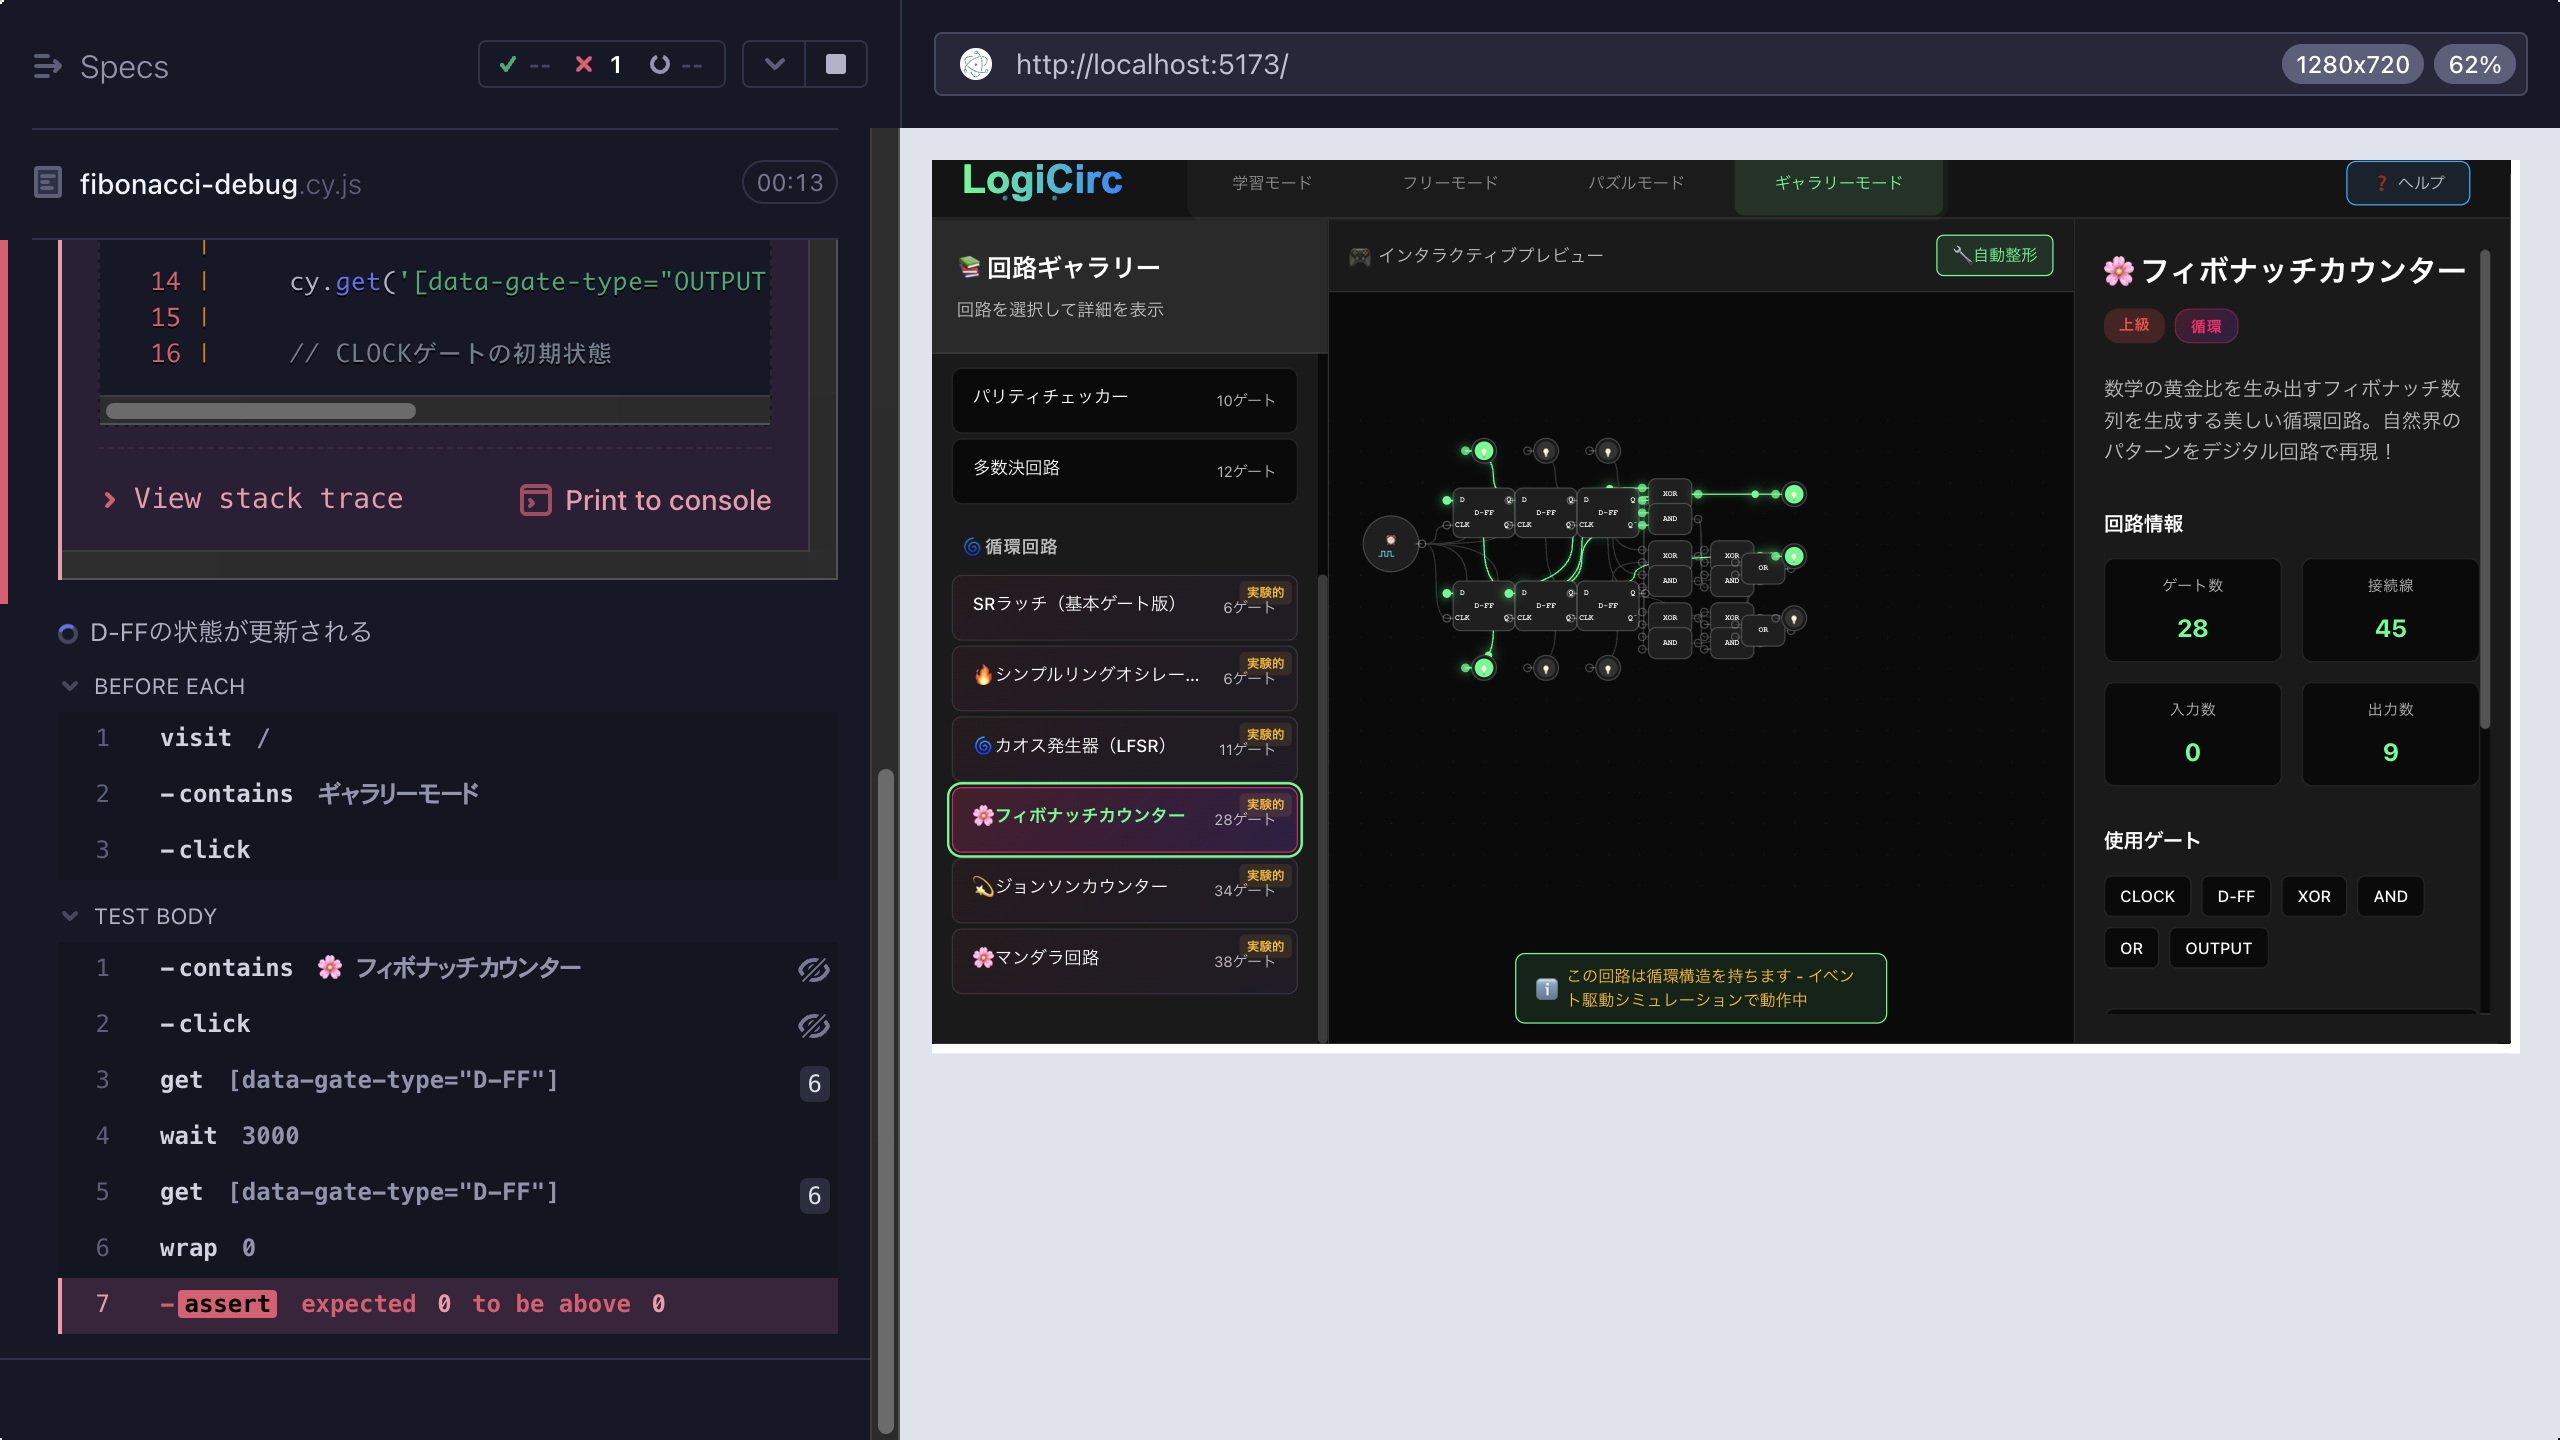 Specs
-- 1 --
fibonacci-debug.cy.js
00:13
14 | cy.get('[data-gate-type="OUTPUT
15 |
16 | // CLOCKゲートの初期状態
View stack trace
Print to console
D-FFの状態が更新される
BEFORE EACH
1 visit /
2 -contains ギャラリーモード
3 -click
TEST BODY
1 -contains 🌸 フィボナッチカウンター
2 -click
3 get [data-gate-type="D-FF"] 6
4 wait 3000
5 get [data-gate-type="D-FF"] 6
6 wrap 0
7 -assert expected 0 to be above 0
http://localhost:5173/
1280x720
62%
LogiCirc
学習モード
フリーモード
パズルモード
ギャラリーモード
❓ ヘルプ
📚 回路ギャラリー
回路を選択して詳細を表示
パリティチェッカー 10ゲート
多数決回路 12ゲート
🌀 循環回路
SRラッチ（基本ゲート版） 実験的 6ゲート
🔥シンプルリングオシレー... 実験的 6ゲート
🌀カオス発生器（LFSR） 実験的 11ゲート
🌸フィボナッチカウンター 実験的 28ゲート
💫ジョンソンカウンター 実験的 34ゲート
🌸マンダラ回路 実験的 38ゲート
🎮 インタラクティブプレビュー
🔧自動整形
D Q D Q D Q
D-FF D-FF D-FF
CLK Q̄ CLK Q̄ CLK Q̄
XOR
AND
XOR XOR
OR
AND AND
D Q D Q D Q
D-FF D-FF D-FF
CLK Q̄ CLK Q̄ CLK Q̄
XOR XOR
OR
AND AND
ℹ️ この回路は循環構造を持ちます - イベン
ト駆動シミュレーションで動作中
🌸 フィボナッチカウンター
上級 循環
数学の黄金比を生み出すフィボナッチ数
列を生成する美しい循環回路。自然界の
パターンをデジタル回路で再現！
回路情報
ゲート数
28
接続線
45
入力数
0
出力数
9
使用ゲート
CLOCK D-FF XOR AND
OR OUTPUT